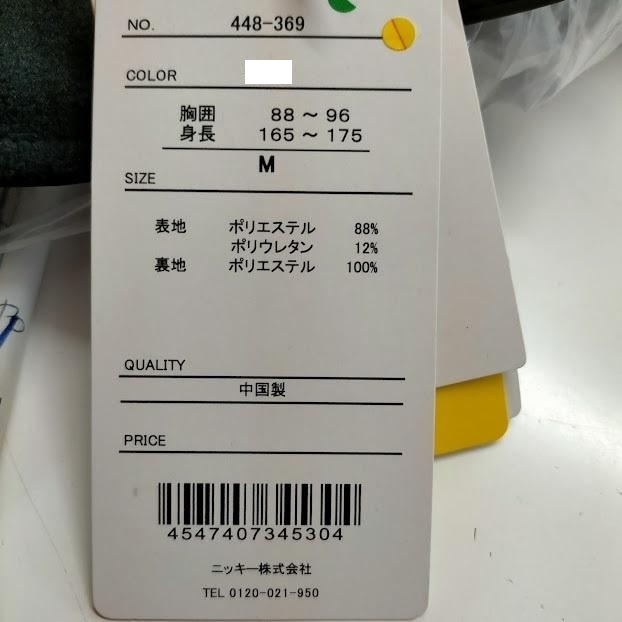 NO. 448-369
COLOR
胸囲 88 ～ 96
身長 165 ～ 175
M
SIZE
表地 ポリエステル 88%
ポリウレタン 12%
裏地 ポリエステル 100%
QUALITY
中国製
PRICE
4547407345304
ニッキー株式会社
TEL 0120-021-950